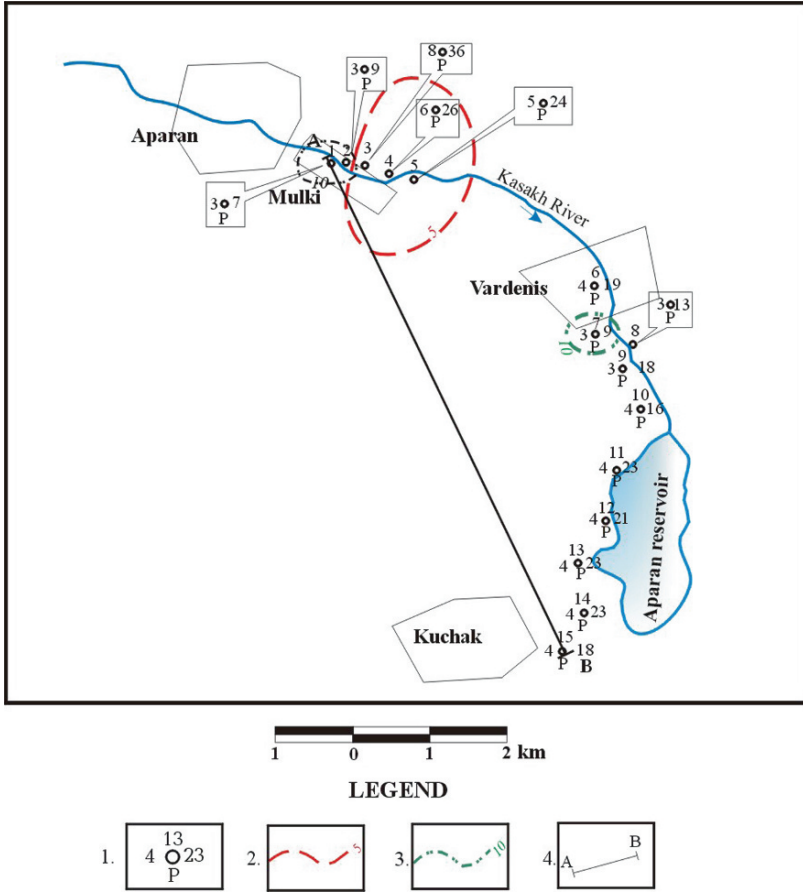 8 36
P
3 9
P
6 26
P
5 24
P
Aparan
A
1
2
3
4
5
10
3 7
P
Mulki
5
Kasakh River
Vardenis
6
4 19
P
3 13
P
7
3 9
P
10
8
9
3 18
P
10
4 16
P
11
4 23
P
12
4 21
P
13
4 23
P
14
4 23
P
15
4 18
P
B
Aparan reservoir
Kuchak
1 0 1 2 km
LEGEND
1.
13
4 23
P
2.
5
3.
10
4.
A
B